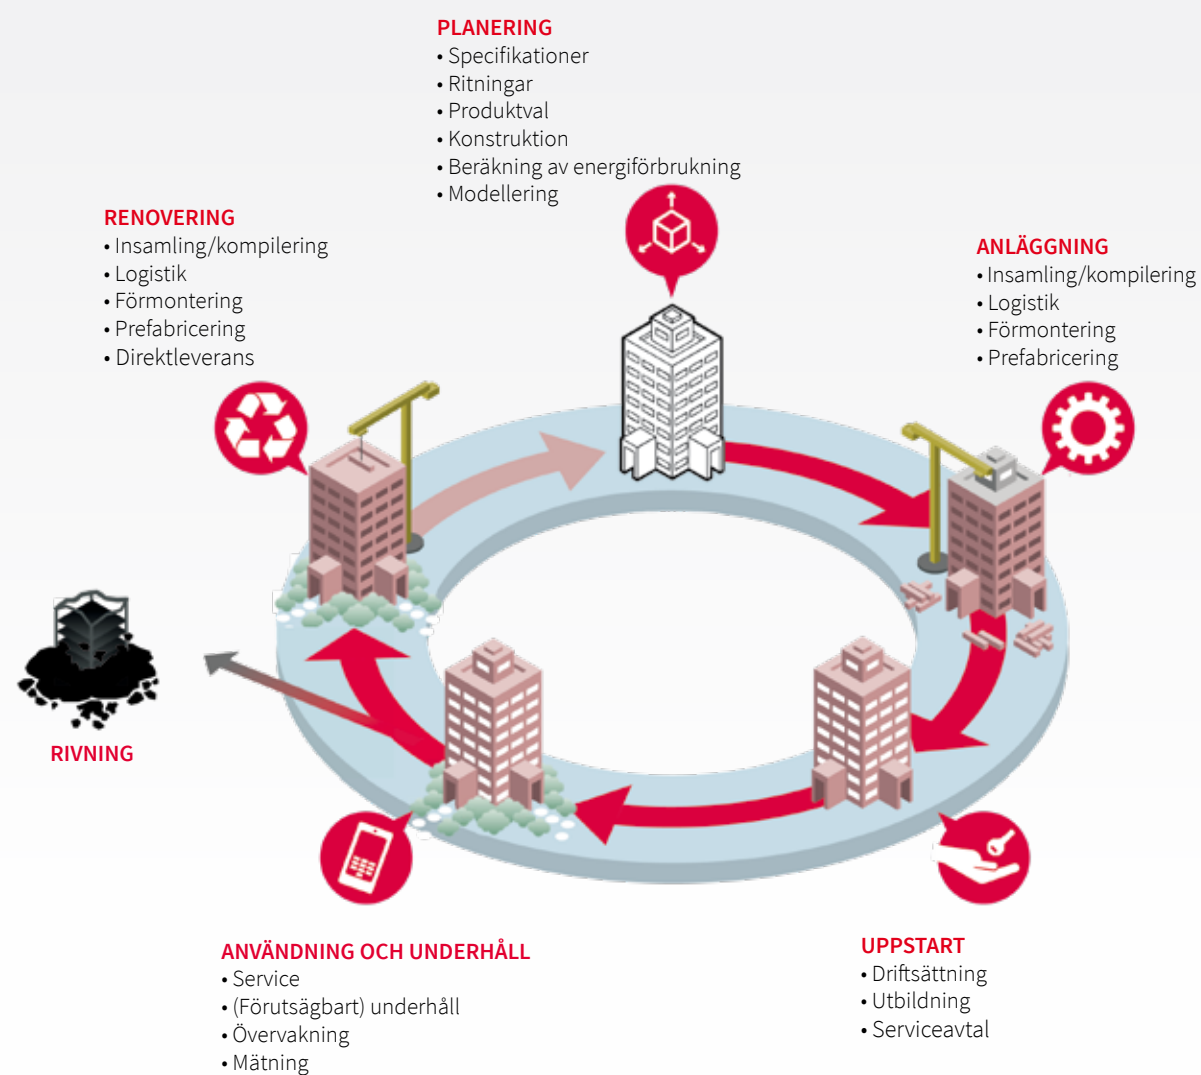 PLANERING
• Specifikationer
• Ritningar
• Produktval
• Konstruktion
• Beräkning av energiförbrukning
• Modellering
RENOVERING
• Insamling/kompilering
• Logistik
• Förmontering
• Prefabricering
• Direktleverans
ANLÄGGNING
• Insamling/kompilering
• Logistik
• Förmontering
• Prefabricering
RIVNING
ANVÄNDNING OCH UNDERHÅLL
• Service
• (Förutsägbart) underhåll
• Övervakning
• Mätning
UPPSTART
• Driftsättning
• Utbildning
• Serviceavtal